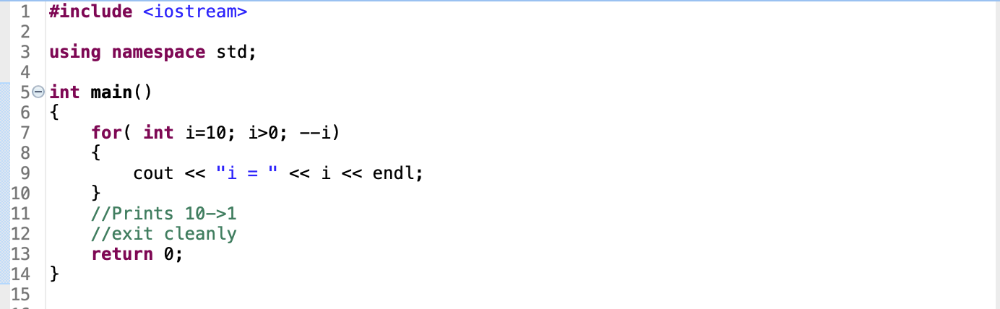 1 #include <iostream>
2
3 using namespace std;
4
5 int main()
6 {
7     for( int i=10; i>0; --i)
8     {
9         cout << "i = " << i << endl;
10     }
11     //Prints 10->1
12     //exit cleanly
13     return 0;
14 }
15